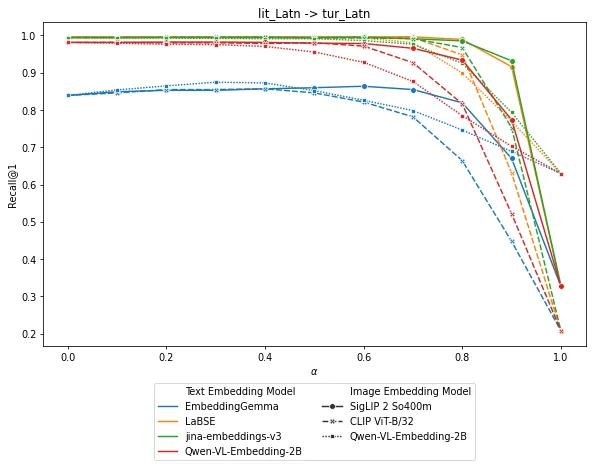 lit_Latn -> tur_Latn
Recall@1
1.0
0.9
0.8
0.7
0.6
0.5
0.4
0.3
0.2
0.0 0.2 0.4 0.6 0.8 1.0
α
Text Embedding Model
EmbeddingGemma
LaBSE
jina-embeddings-v3
Qwen-VL-Embedding-2B
Image Embedding Model
SigLIP 2 So400m
CLIP ViT-B/32
Qwen-VL-Embedding-2B